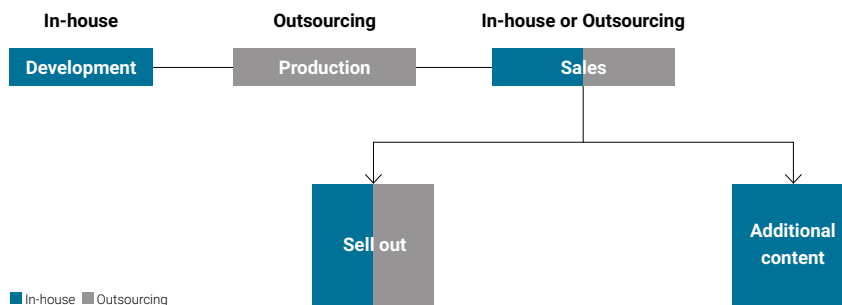 In-house
Outsourcing
In-house or Outsourcing
Development
Production
Sales
Sell out
Additional
content
In-house
Outsourcing